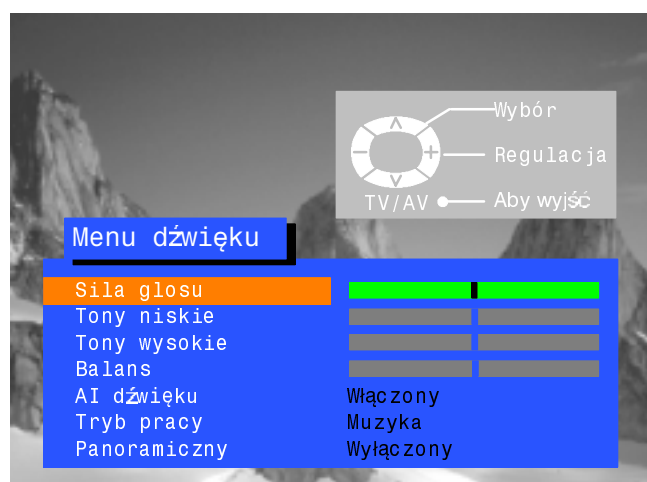 Wybór
Regulacja
TV/AV Aby wyjść
Menu dźwięku
Sila glosu
Tony niskie
Tony wysokie
Balans
AI dźwięku Włączony
Tryb pracy Muzyka
Panoramiczny Wyłączony